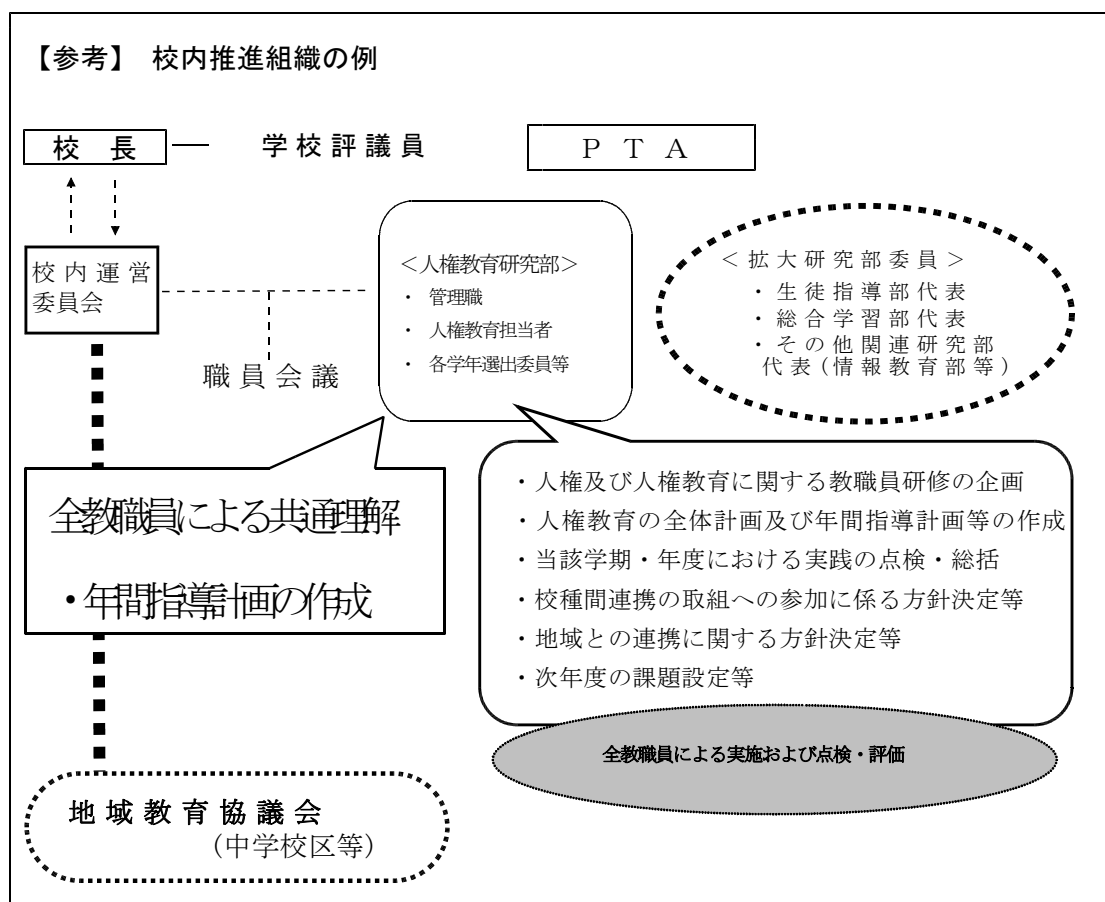 【参考】 校内推進組織の例
校 長
学校評議員
ＰＴＡ
校内運営
委員会
職員会議
＜人権教育研究部＞
・ 管理職
・ 人権教育担当者
・ 各学年選出委員等
＜拡大研究部委員＞
・生徒指導部代表
・総合学習部代表
・その他関連研究部
代表(情報教育部等)
全教職員による共通理解
・年間指導計画の作成
・人権及び人権教育に関する教職員研修の企画
・人権教育の全体計画及び年間指導計画等の作成
・当該学期・年度における実践の点検・総括
・校種間連携の取組への参加に係る方針決定等
・地域との連携に関する方針決定等
・次年度の課題設定等
全教職員による実施および点検・評価
地域教育協議会
（中学校区等）